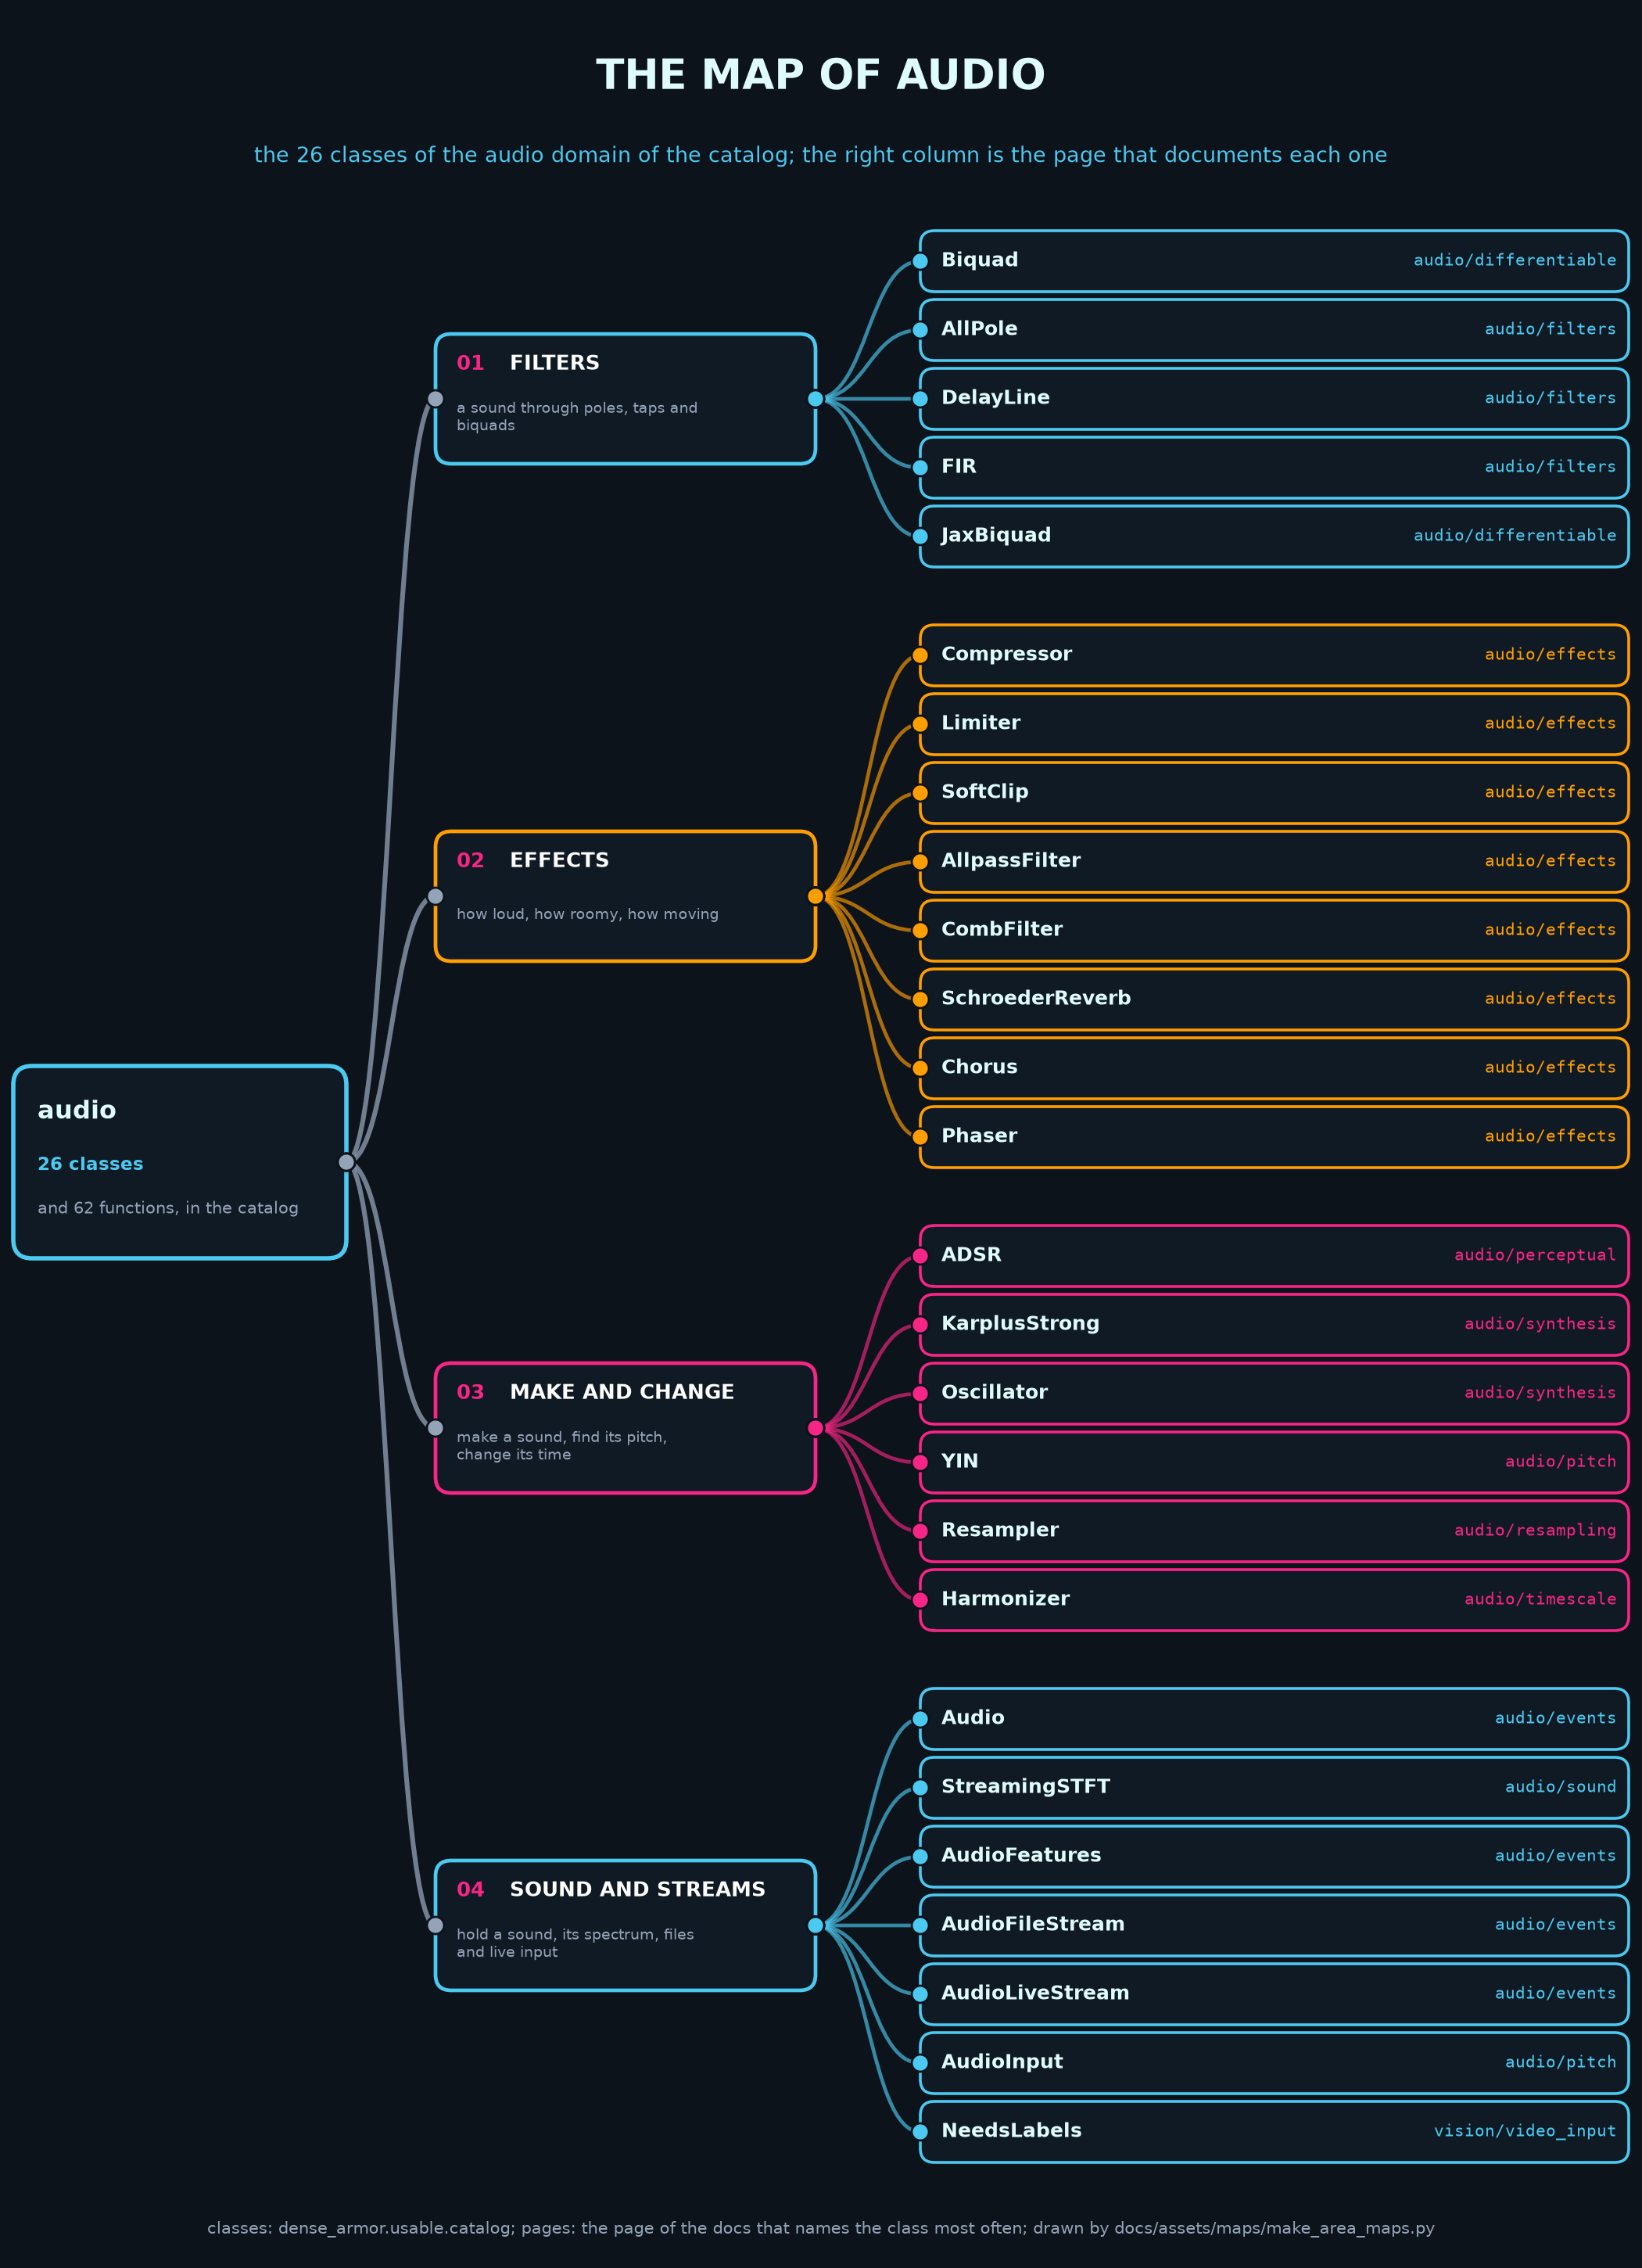 THE MAP OF AUDIO
the 26 classes of the audio domain of the catalog; the right column is the page that documents each one
audio
26 classes
and 62 functions, in the catalog
01 FILTERS
a sound through poles, taps and
biquads
Biquad audio/differentiable
AllPole audio/filters
DelayLine audio/filters
FIR audio/filters
JaxBiquad audio/differentiable
02 EFFECTS
how loud, how roomy, how moving
Compressor audio/effects
Limiter audio/effects
SoftClip audio/effects
AllpassFilter audio/effects
CombFilter audio/effects
SchroederReverb audio/effects
Chorus audio/effects
Phaser audio/effects
03 MAKE AND CHANGE
make a sound, find its pitch,
change its time
ADSR audio/perceptual
KarplusStrong audio/synthesis
Oscillator audio/synthesis
YIN audio/pitch
Resampler audio/resampling
Harmonizer audio/timescale
04 SOUND AND STREAMS
hold a sound, its spectrum, files
and live input
Audio audio/events
StreamingSTFT audio/sound
AudioFeatures audio/events
AudioFileStream audio/events
AudioLiveStream audio/events
AudioInput audio/pitch
NeedsLabels vision/video_input
classes: dense_armor.usable.catalog; pages: the page of the docs that names the class most often; drawn by docs/assets/maps/make_area_maps.py